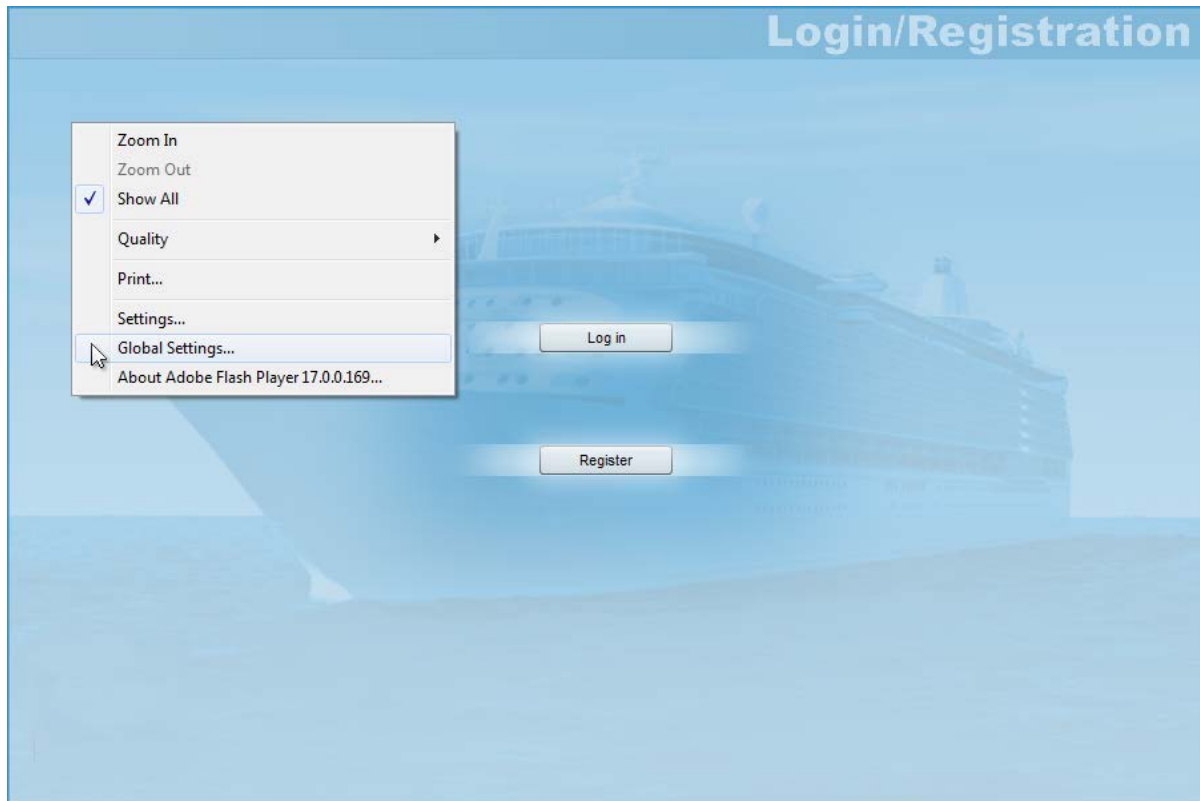 Login/Registration
Zoom In
Zoom Out
Show All
Quality
Print...
Settings...
Global Settings...
About Adobe Flash Player 17.0.0.169...
Log in
Register